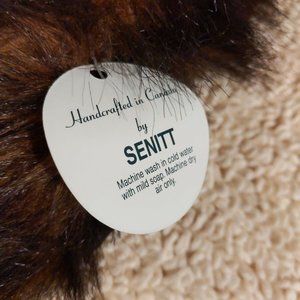 Handcrafted in Canada
by
SENITT
Machine wash in cold water
with mild soap. Machine dry
air only.